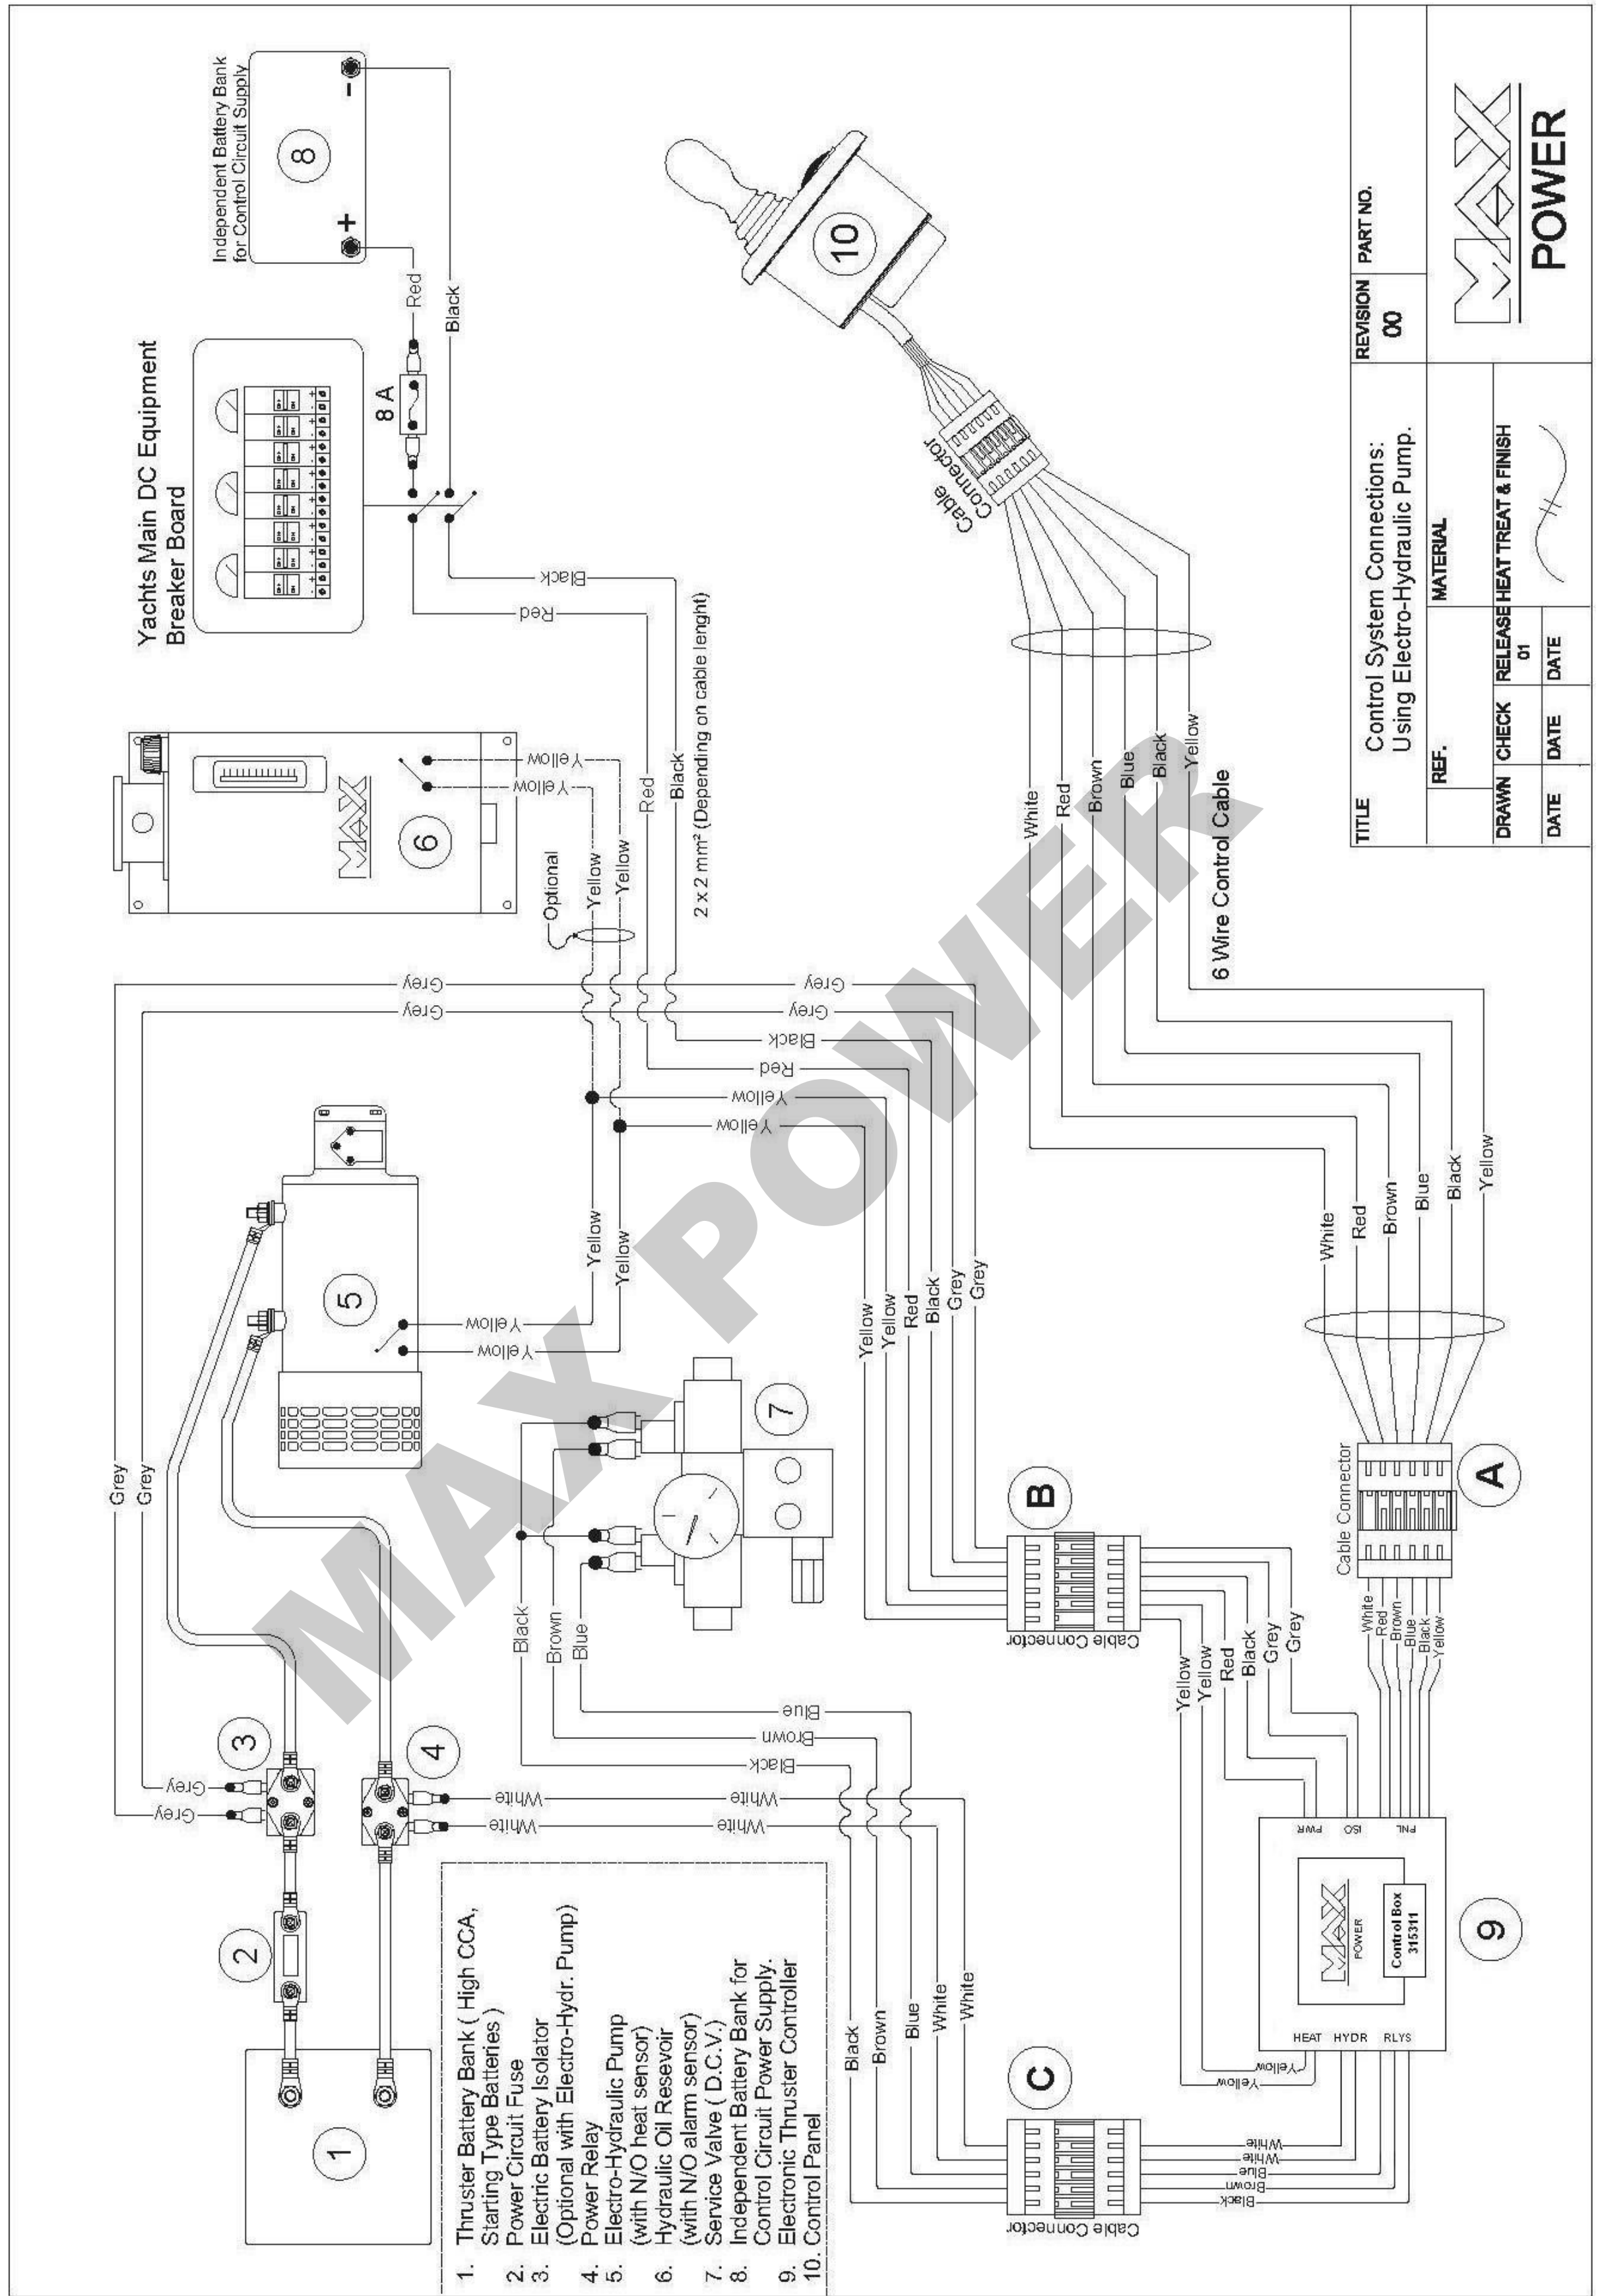 Independent Battery Bank
for Control Circuit Supply
8
+
-
Red
Black
8 A
Yachts Main DC Equipment
Breaker Board
Black
Red
MAX
6
Yellow
Yellow
Optional
Yellow
Yellow
Red
Black
2 x 2 mm² (Depending on cable lenght)
Grey
Grey
Grey
Grey
Black
Red
Yellow
Yellow
5
Yellow
Yellow
Yellow
Yellow
Grey
Grey
3
Grey
Grey
2
4
1
White
White
White
White
7
Black
Brown
Blue
Blue
Brown
Black
Yellow
Yellow
Red
Black
Grey
Grey
B
Cable Connector
Yellow
Yellow
Red
Black
Grey
Grey
10
Cable
Connector
White
Red
Brown
Blue
Black
Yellow
6 Wire Control Cable
White
Red
Brown
Blue
Black
Yellow
Cable Connector
A
White
Red
Brown
Blue
Black
Yellow
Black
Brown
Blue
White
White
C
Cable Connector
White
White
Blue
Brown
Black
Yellow
Yellow
PWR
ISO
PNL
HEAT
HYDR
RLYS
MAX
POWER
Control Box
315311
9
1. Thruster Battery Bank ( High CCA,
Starting Type Batteries )
2. Power Circuit Fuse
3. Electric Battery Isolator
(Optional with Electro-Hydr. Pump)
4. Power Relay
5. Electro-Hydraulic Pump
(with N/O heat sensor)
6. Hydraulic Oil Resevoir
(with N/O alarm sensor)
7. Service Valve ( D.C.V.)
8. Independent Battery Bank for
Control Circuit Power Supply.
9. Electronic Thruster Controller
10. Control Panel
TITLE
Control System Connections:
Using Electro-Hydraulic Pump.
REVISION
00
PART NO.
REF.
MATERIAL
DRAWN
CHECK
RELEASE
01
HEAT TREAT & FINISH
DATE
DATE
DATE
MAX
POWER
MAX POWER